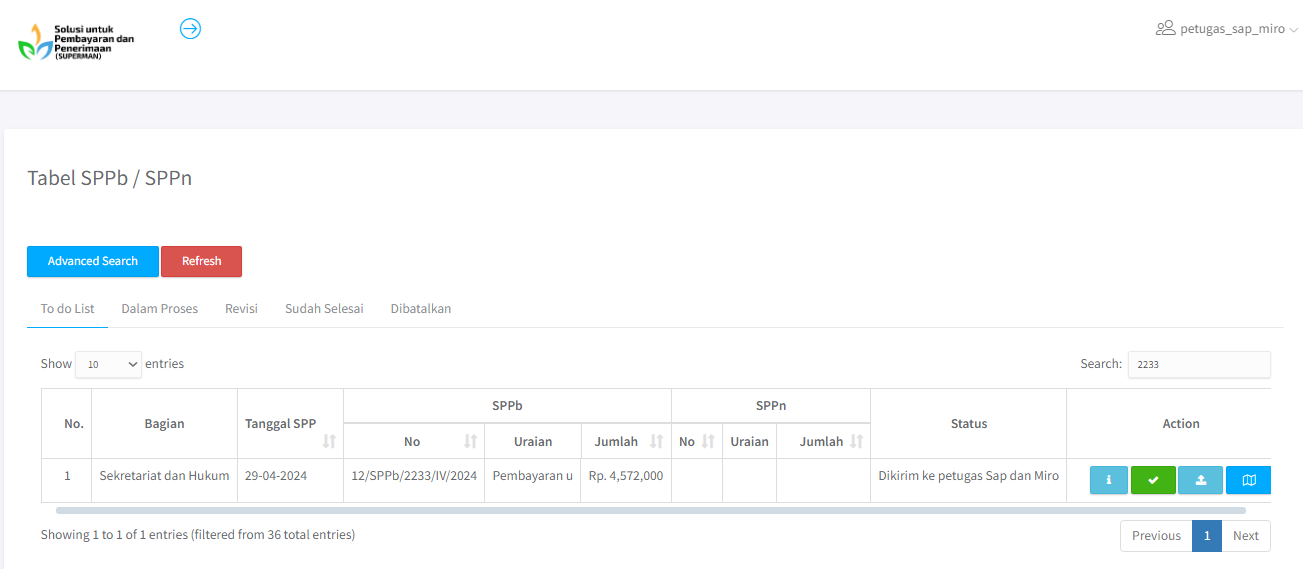 Solusi untuk
Pembayaran dan
Penerimaan
(SUPERMAN)
petugas_sap_miro
Tabel SPPb / SPPn
Advanced Search Refresh
To do List Dalam Proses Revisi Sudah Selesai Dibatalkan
Show 10 entries Search: 2233
No. Bagian Tanggal SPP SPPb SPPn Status Action
No Uraian Jumlah No Uraian Jumlah
1 Sekretariat dan Hukum 29-04-2024 12/SPPb/2233/IV/2024 Pembayaran u Rp. 4,572,000 Dikirim ke petugas Sap dan Miro
Showing 1 to 1 of 1 entries (filtered from 36 total entries) Previous 1 Next